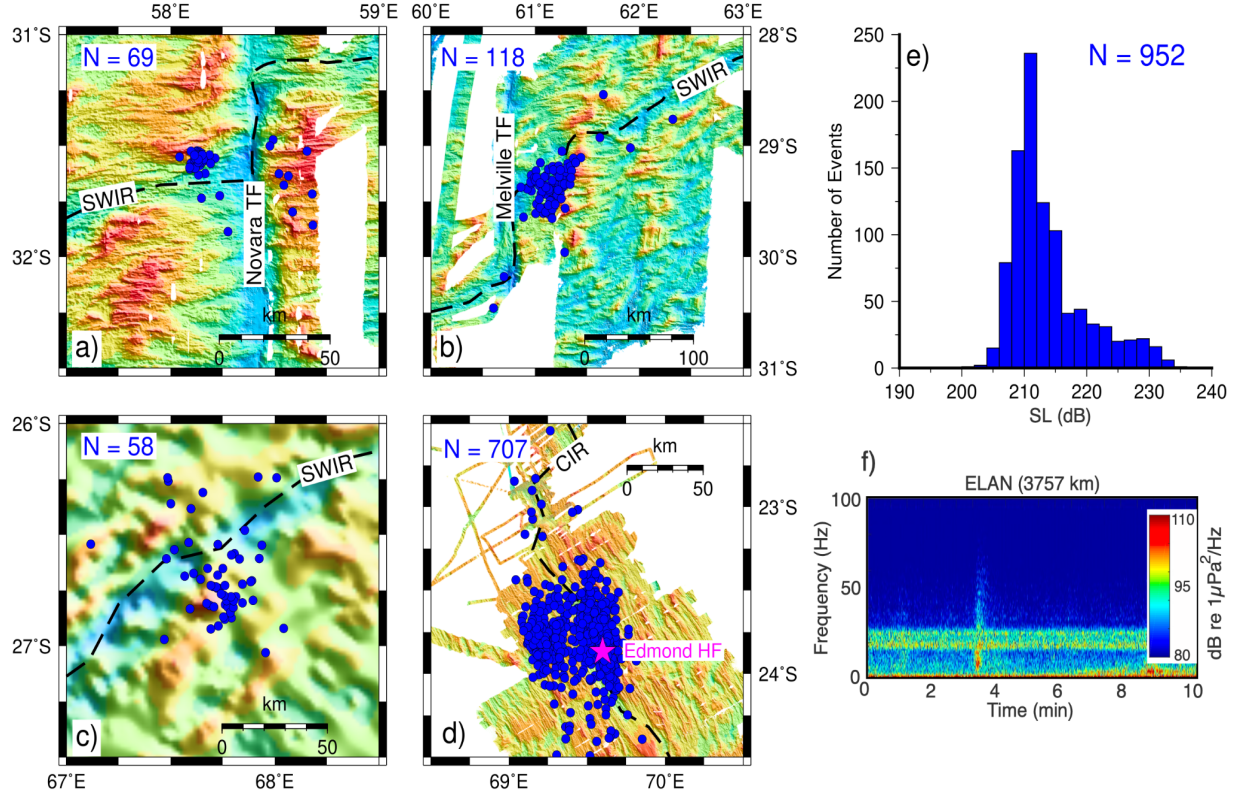 58°E
59°E
31°S
32°S
N = 69
SWIR
Novara TF
km
0
50
a)
60°E
61°E
62°E
63°E
28°S
29°S
30°S
31°S
N = 118
SWIR
Melville TF
km
0
100
b)
e)
N = 952
Number of Events
250
200
150
100
50
0
190
200
210
220
230
240
SL (dB)
26°S
27°S
67°E
68°E
N = 58
SWIR
km
0
50
c)
N = 707
CIR
km
0
50
23°S
24°S
Edmond HF
d)
69°E
70°E
f)
ELAN (3757 km)
Frequency (Hz)
100
50
0
0
2
4
6
8
10
Time (min)
110
95
80
dB re 1µPa²/Hz